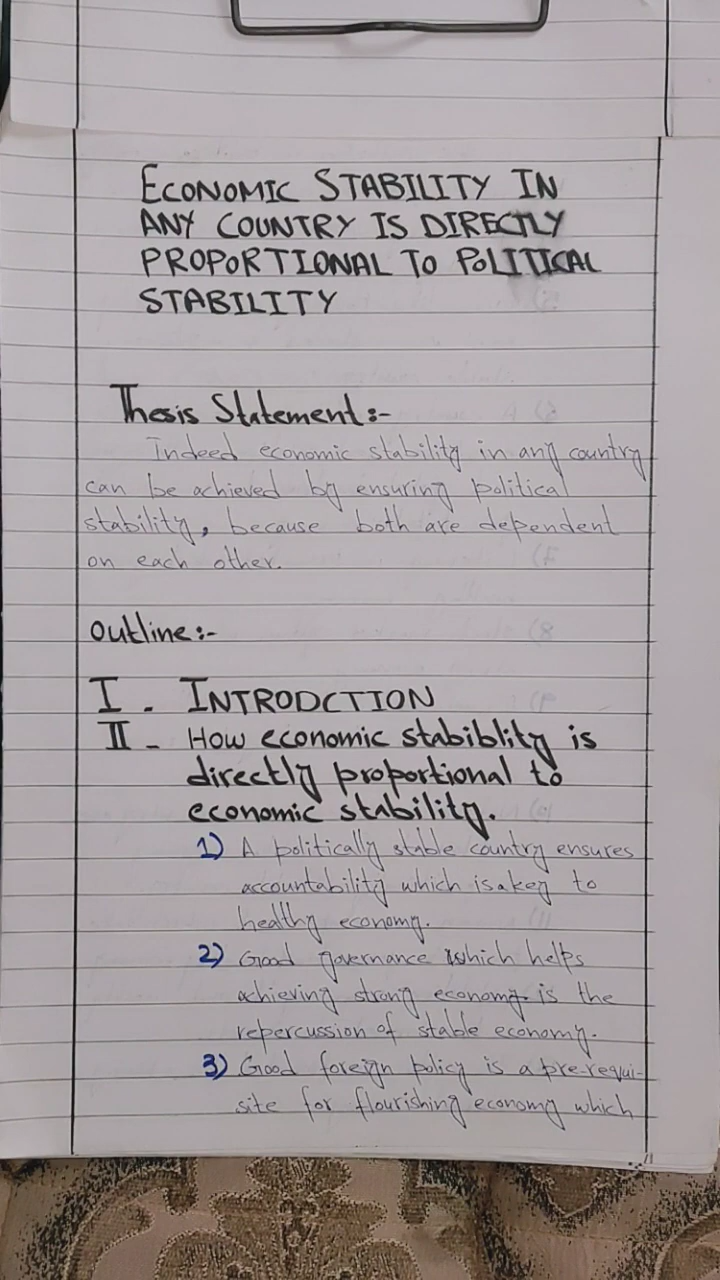 ECONOMIC STABILITY IN
ANY COUNTRY IS DIRECTLY
PROPORTIONAL TO POLITICAL
STABILITY
Thesis Statement:-
Indeed economic stability in any country
can be achieved by ensuring political
stability, because both are dependent
on each other.
outline:-
I. INTRODCTION
II - How economic stabiblity is
directly proportional to
economic stability.
1) A politically stable country ensures
accountability which is a key to
healthy economy.
2) Good governance which helps
achieving strong economy is the
repercussion of stable economy.
3) Good foreign policy is a pre-requi-
site for flourishing economy which